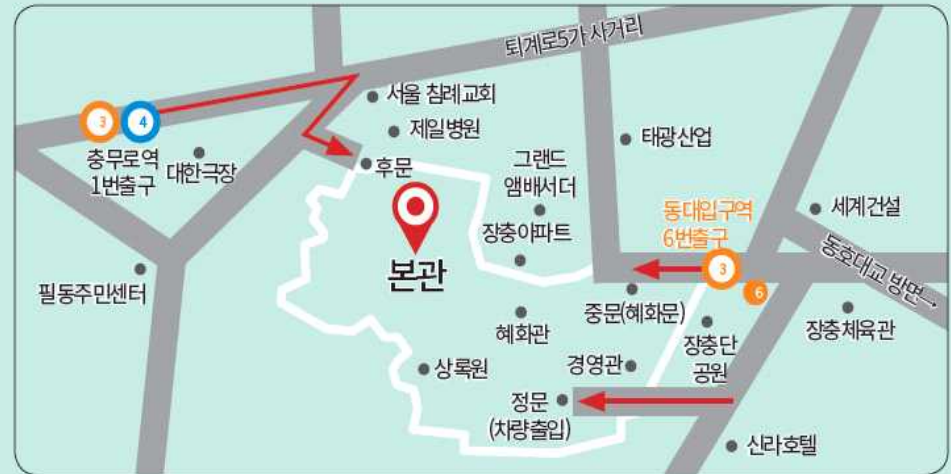 퇴계로5가 사거리
서울 침례교회
3
4
제일병원
태광산업
충무로역
1번출구
대한극장
후문
그랜드
앰배서더
세계건설
동대입구역
6번출구
장충아파트
동호대교 방면→
본관
3
6
필동주민센터
중문(혜화문)
혜화관
장충단
공원
장충체육관
상록원
경영관
정문
(차량출입)
신라호텔